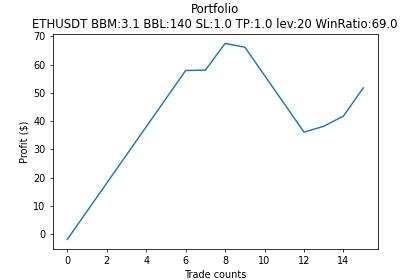 Portfolio
ETHUSDT BBM:3.1 BBL:140 SL:1.0 TP:1.0 lev:20 WinRatio:69.0
70
60
50
40
30
20
10
0
Profit ($)
0 2 4 6 8 10 12 14
Trade counts